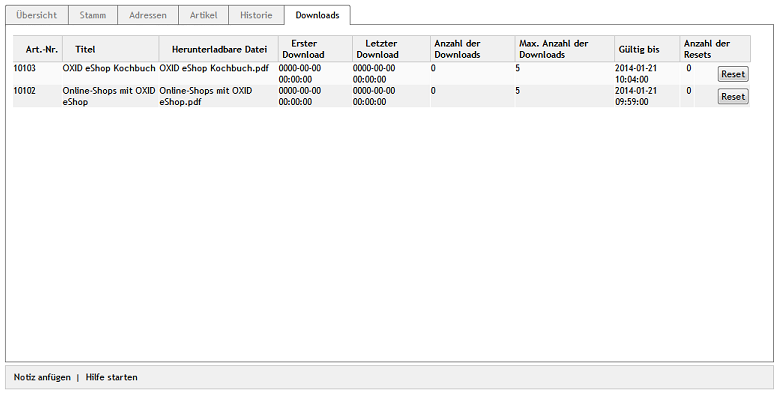 Übersicht Stamm Adressen Artikel Historie Downloads
Art.-Nr. Titel Herunterladbare Datei Erster Download Letzter Download Anzahl der Downloads Max. Anzahl der Downloads Gültig bis Anzahl der Resets
10103 OXID eShop Kochbuch OXID eShop Kochbuch.pdf 0000-00-00 0000-00-00 0 5 2014-01-21 0 Reset
00:00:00 00:00:00 10:04:00
10102 Online-Shops mit OXID Online-Shops mit OXID 0000-00-00 0000-00-00 0 5 2014-01-21 0 Reset
eShop eShop.pdf 00:00:00 00:00:00 09:59:00
Notiz anfügen | Hilfe starten